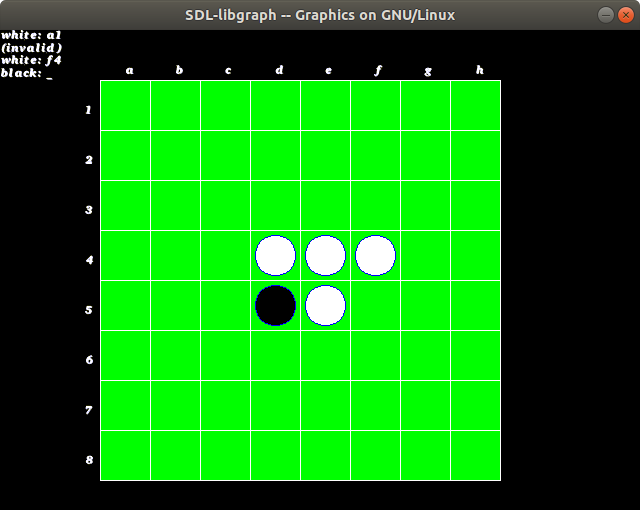 SDL-libgraph -- Graphics on GNU/Linux
white: a1
(invalid)
white: f4
black: _
a b c d e f g h
1
2
3
4
5
6
7
8